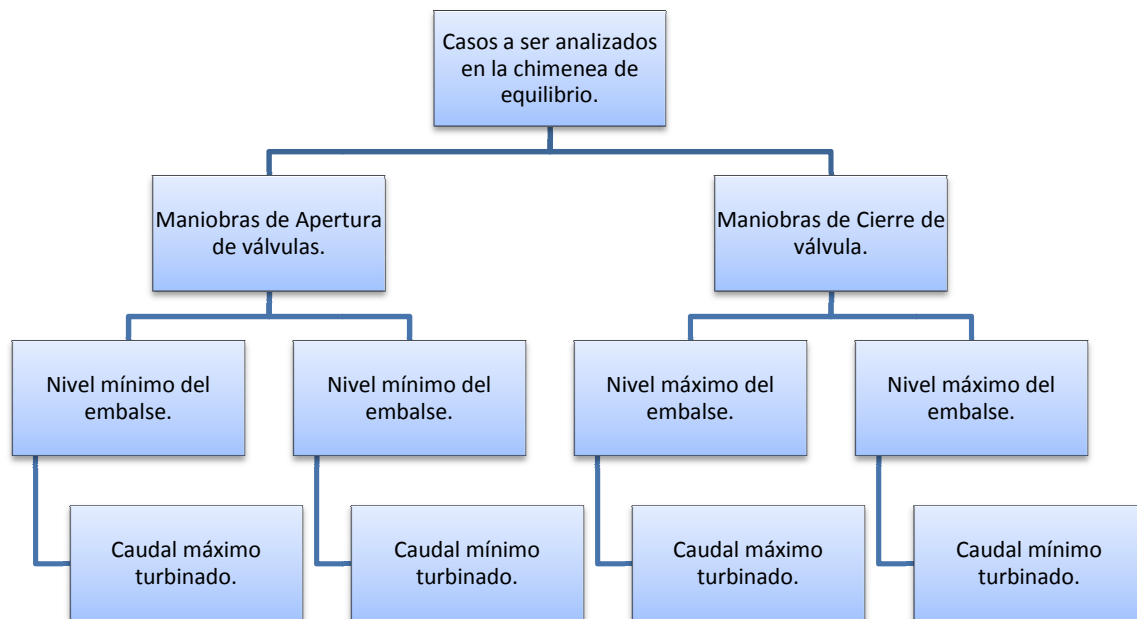 Casos a ser analizados
en la chimenea de
equilibrio.
Maniobras de Apertura
de válvulas.
Maniobras de Cierre de
válvula.
Nivel mínimo del
embalse.
Nivel mínimo del
embalse.
Nivel máximo del
embalse.
Nivel máximo del
embalse.
Caudal máximo
turbinado.
Caudal mínimo
turbinado.
Caudal máximo
turbinado.
Caudal mínimo
turbinado.